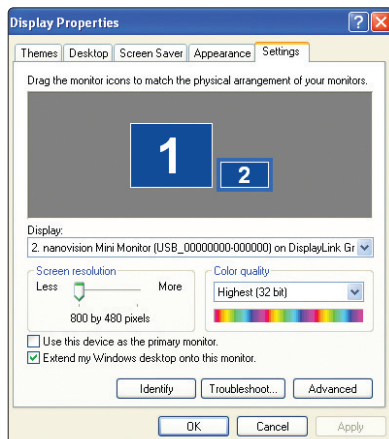 Display Properties
Themes Desktop Screen Saver Appearance Settings
Drag the monitor icons to match the physical arrangement of your monitors.
1
2
Display:
2. nanovision Mini Monitor (USB_00000000-000000) on DisplayLink Gr
Screen resolution
Less More
800 by 480 pixels
Color quality
Highest (32 bit)
Use this device as the primary monitor.
Extend my Windows desktop onto this monitor.
Identify Troubleshoot... Advanced
OK Cancel Apply